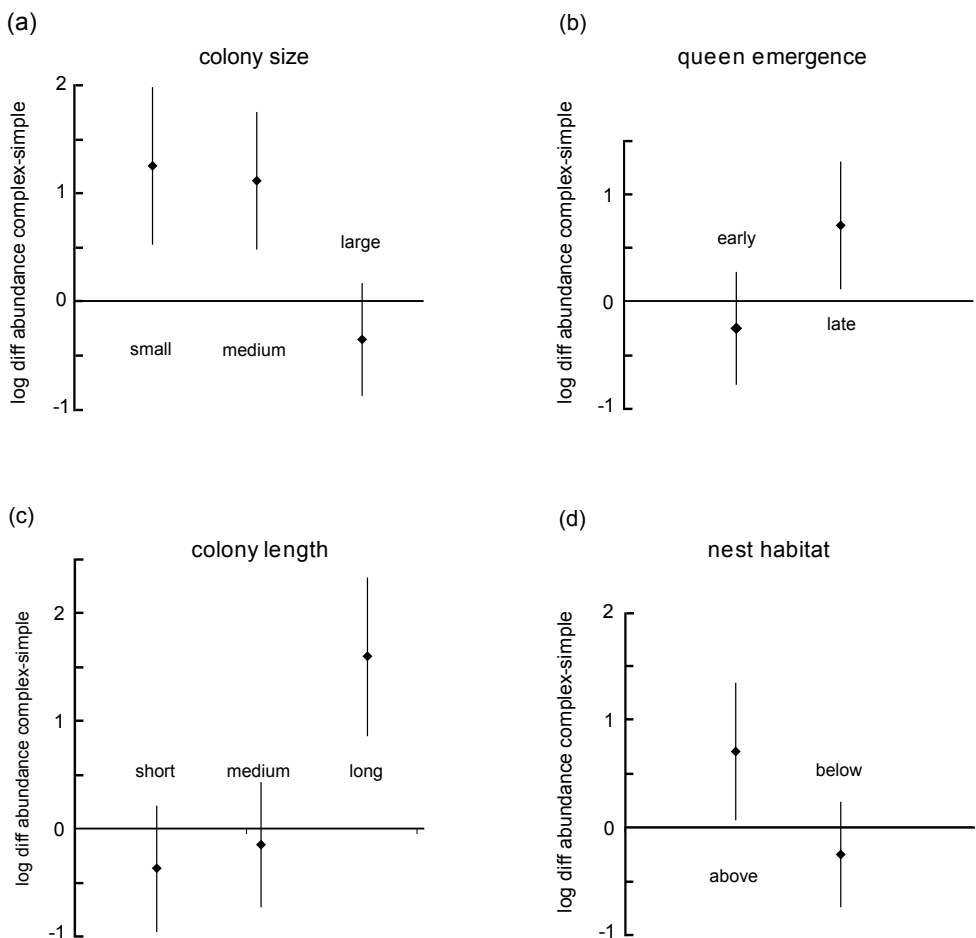 (a)
colony size
log diff abundance complex-simple
2
1
0
-1
small
medium
large
(b)
queen emergence
log diff abundance complex-simple
1
0
-1
early
late
(c)
colony length
log diff abundance complex-simple
2
1
0
-1
short
medium
long
(d)
nest habitat
log diff abundance complex-simple
2
1
0
-1
above
below